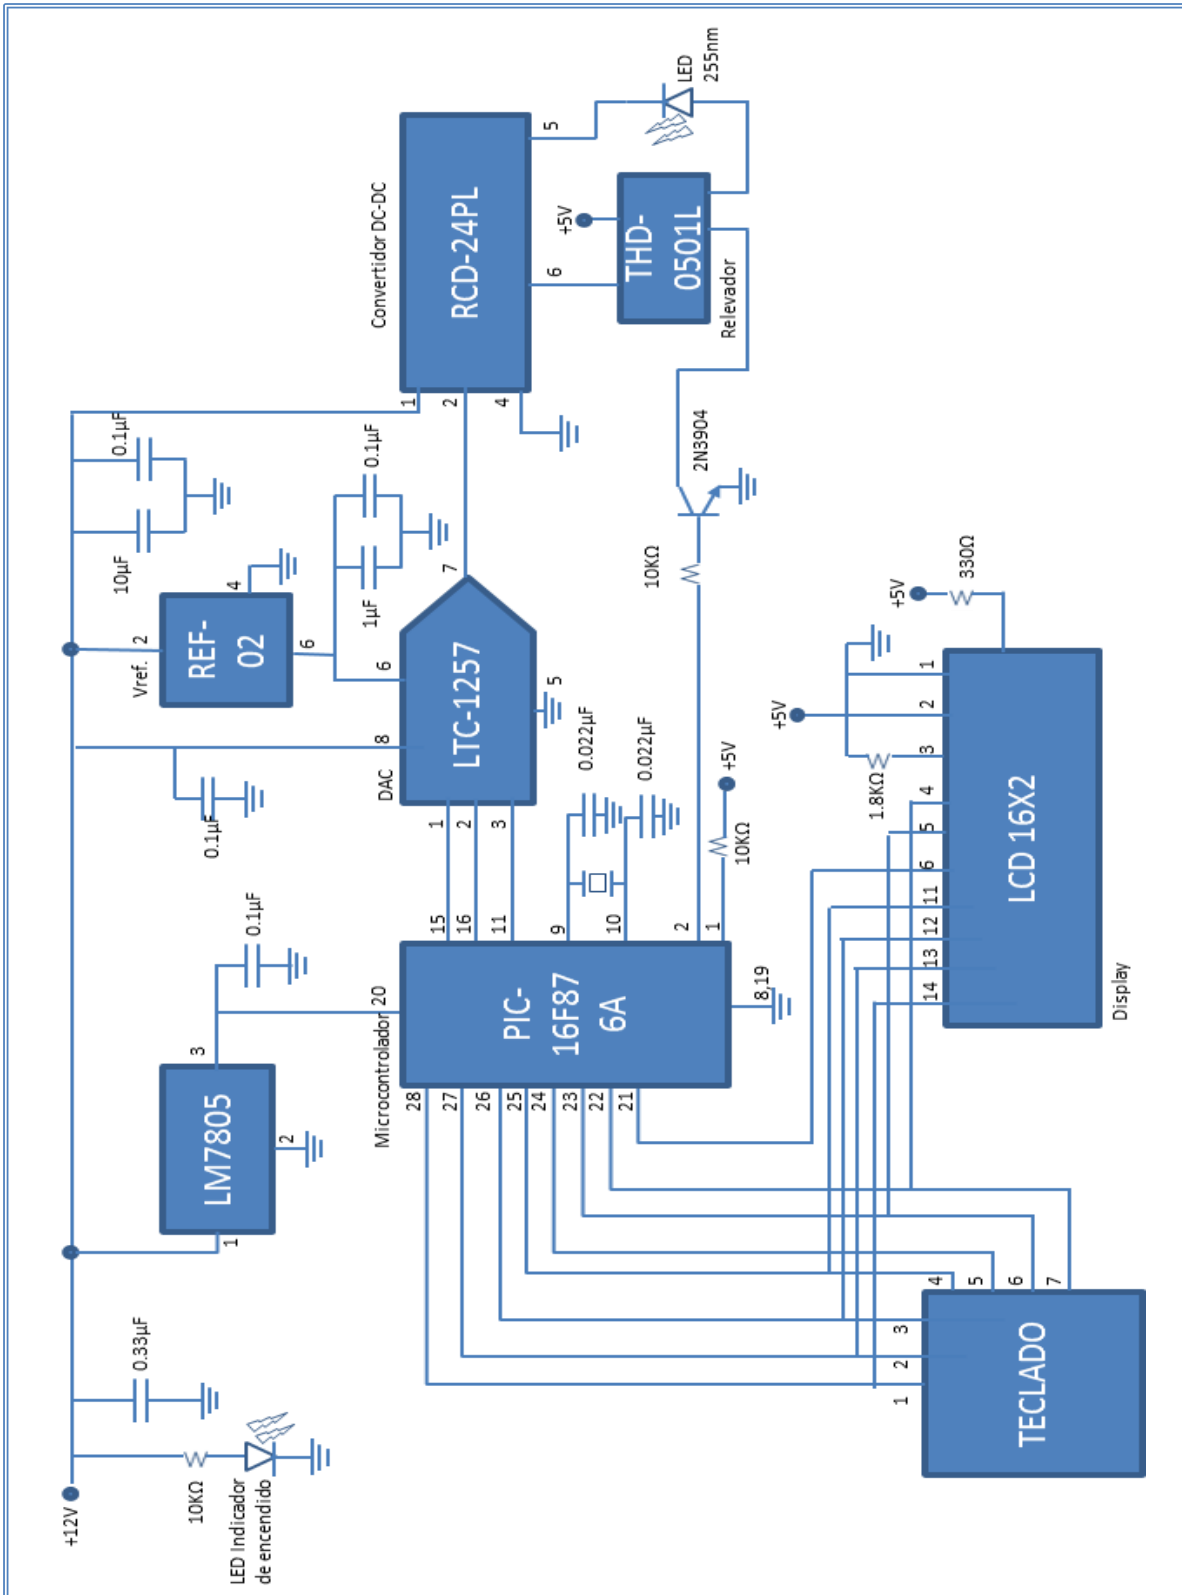 +12V
10KΩ
LED Indicador
de encendido
0.33µF
1
LM7805
2
3
0.1µF
0.1µF
Vref.
2
REF-
02
4
6
10µF
0.1µF
1µF
0.1µF
DAC
8
6
LTC-1257
7
5
1
2
3
Convertidor DC-DC
1
2
4
RCD-24PL
5
6
LED
255nm
+5V
THD-
0501L
Relevador
2N3904
10KΩ
Microcontrolador
20
PIC-
16F87
6A
15
16
11
9
10
2
1
8,19
28
27
26
25
24
23
22
21
0.022µF
0.022µF
10KΩ
+5V
TECLADO
1
2
3
4
5
6
7
LCD 16X2
Display
14
13
12
11
6
5
4
3
2
1
1.8KΩ
+5V
+5V
330Ω